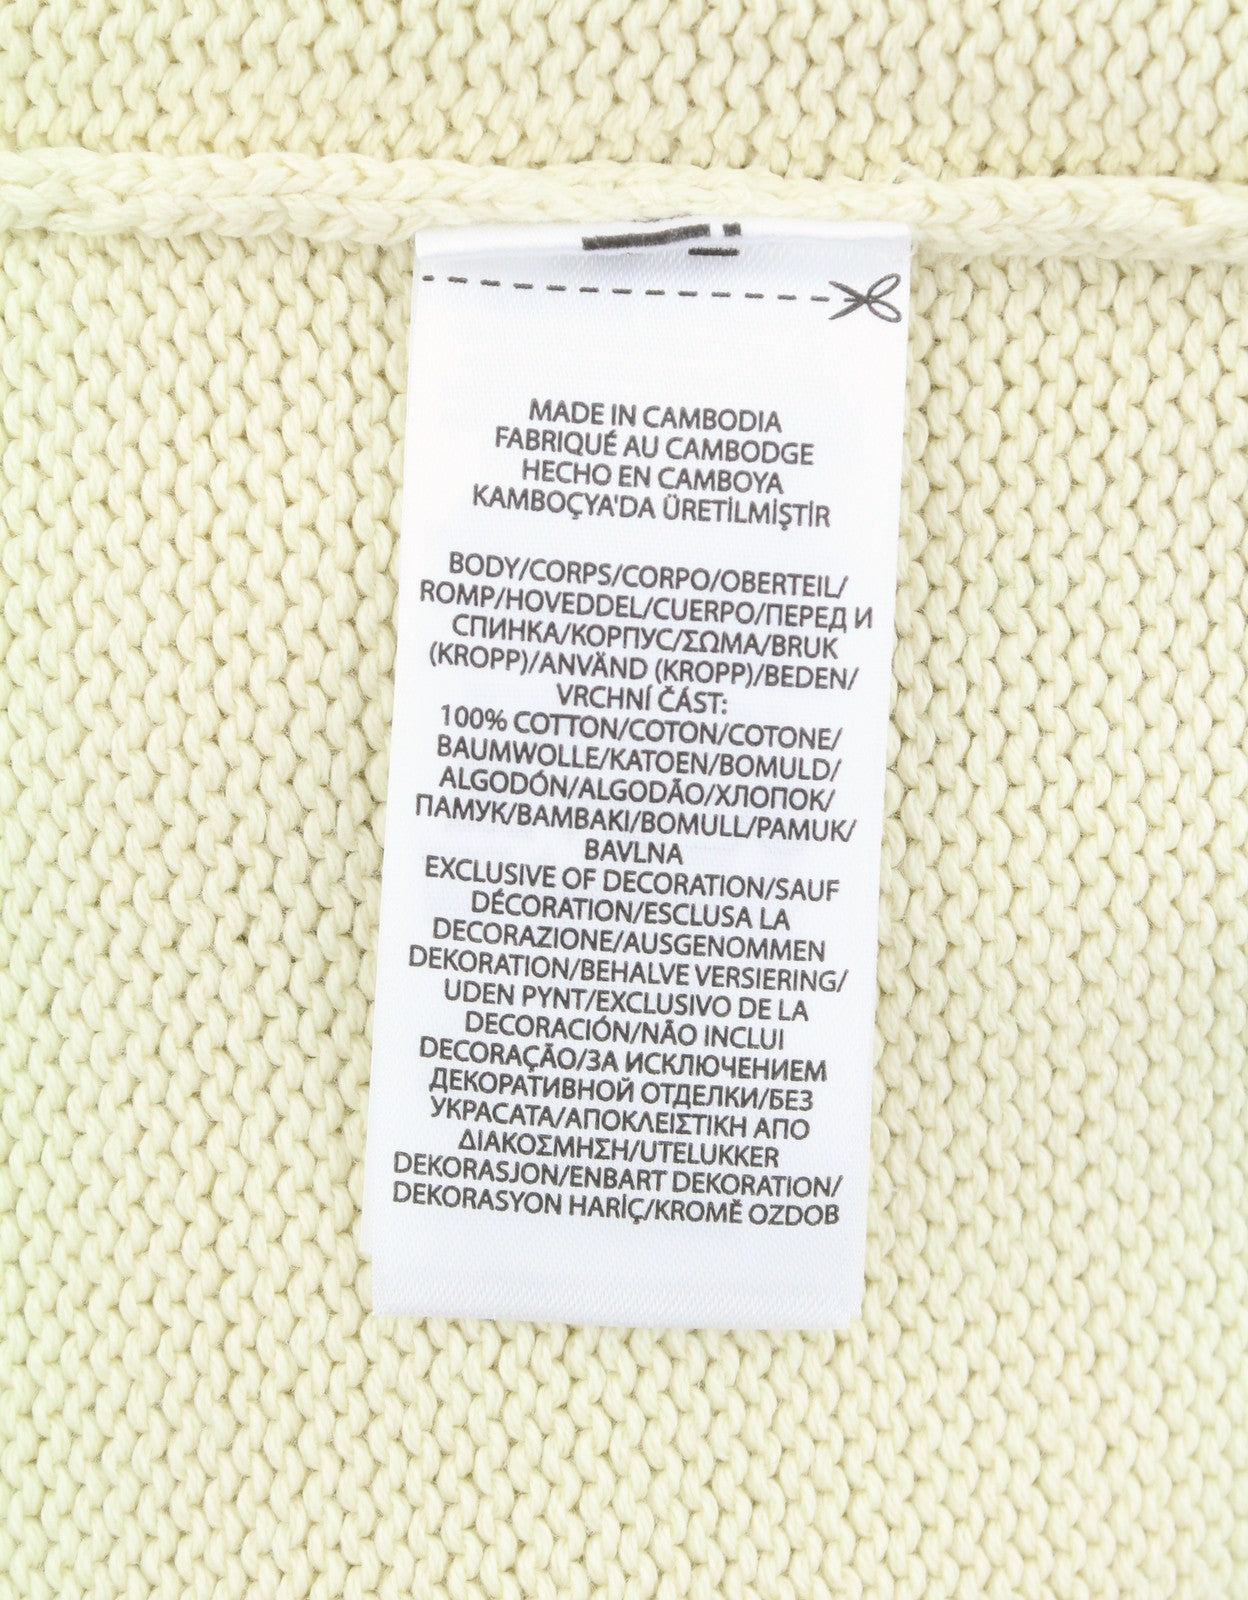 MADE IN CAMBODIA
FABRIQUÉ AU CAMBODGE
HECHO EN CAMBOYA
KAMBOÇYA'DA ÜRETİLMİŞTİR
BODY/CORPS/CORPO/OBERTEIL/
ROMP/HOVEDDEL/CUERPO/ПЕРЕД И
СПИНКА/КОРПУС/ΣΩΜΑ/BRUK
(KROPP)/ANVÄND (KROPP)/BEDEN/
VRCHNÍ ČÁST:
100% COTTON/COTON/COTONE/
BAUMWOLLE/KATOEN/BOMULD/
ALGODÓN/ALGODÃO/ХЛОПОК/
ПАМУК/BAMBAKI/BOMULL/PAMUK/
BAVLNA
EXCLUSIVE OF DECORATION/SAUF
DÉCORATION/ESCLUSA LA
DECORAZIONE/AUSGENOMMEN
DEKORATION/BEHALVE VERSIERING/
UDEN PYNT/EXCLUSIVO DE LA
DECORACIÓN/NÃO INCLUI
DECORAÇÃO/ЗА ИСКЛЮЧЕНИЕМ
ДЕКОРАТИВНОЙ ОТДЕЛКИ/БЕЗ
УКРАСАТА/ΑΠΟΚΛΕΙΣΤΙΚΗ ΑΠΟ
ΔΙΑΚΟΣΜΗΣΗ/UTELUKKER
DEKORASJON/ENBART DEKORATION/
DEKORASYON HARİÇ/KROMĚ OZDOB